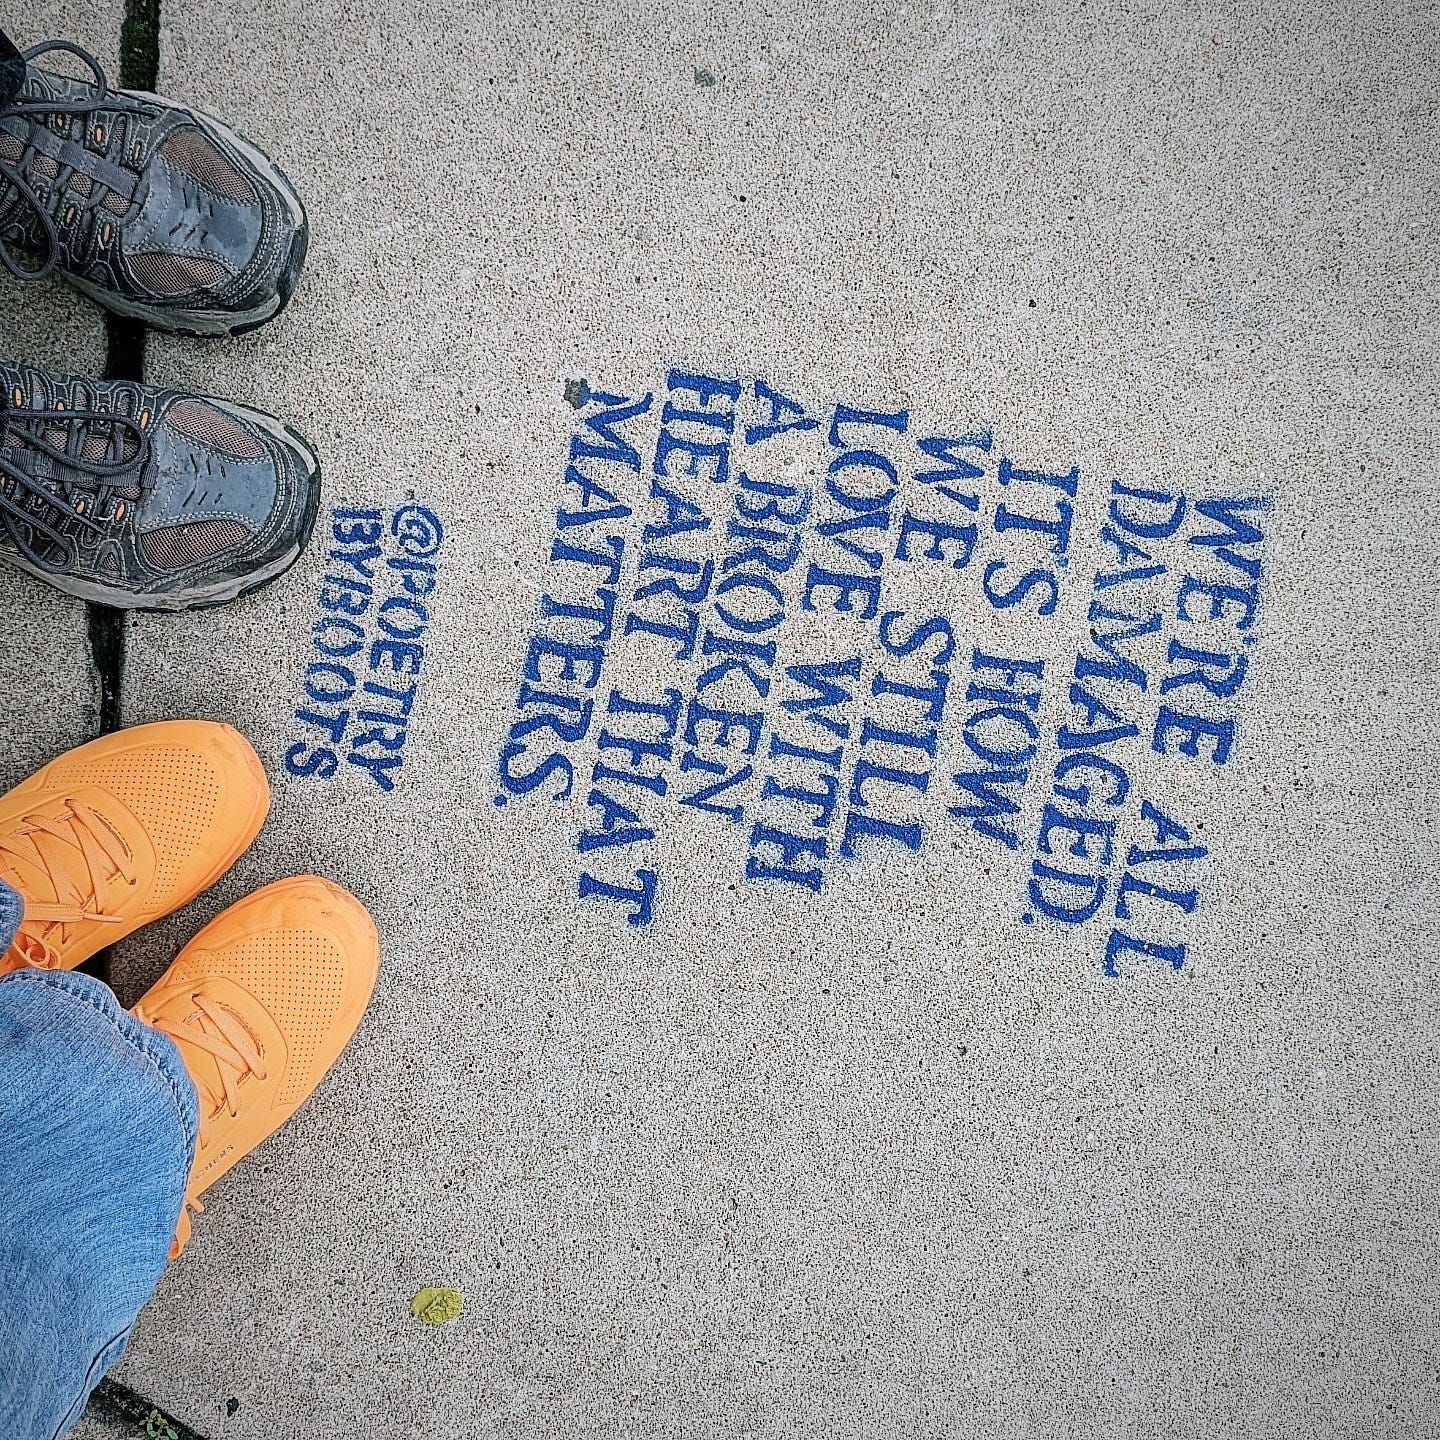 WE'RE ALL
DAMAGED.
IT'S HOW
WE STILL
LOVE WITH
A BROKEN
HEART THAT
MATTERS.
@POETRY
BYBOOTS